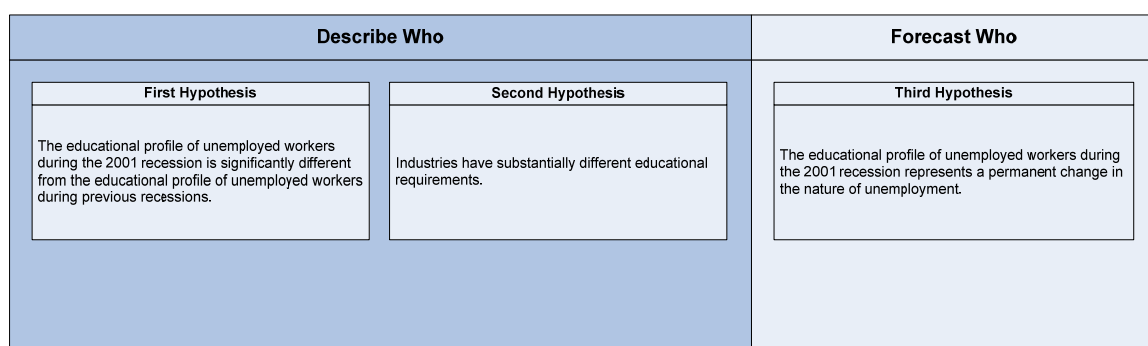 Describe Who
Forecast Who
First Hypothesis
The educational profile of unemployed workers
during the 2001 recession is significantly different
from the educational profile of unemployed workers
during previous recessions.
Second Hypothesis
Industries have substantially different educational
requirements.
Third Hypothesis
The educational profile of unemployed workers during
the 2001 recession represents a permanent change in
the nature of unemployment.